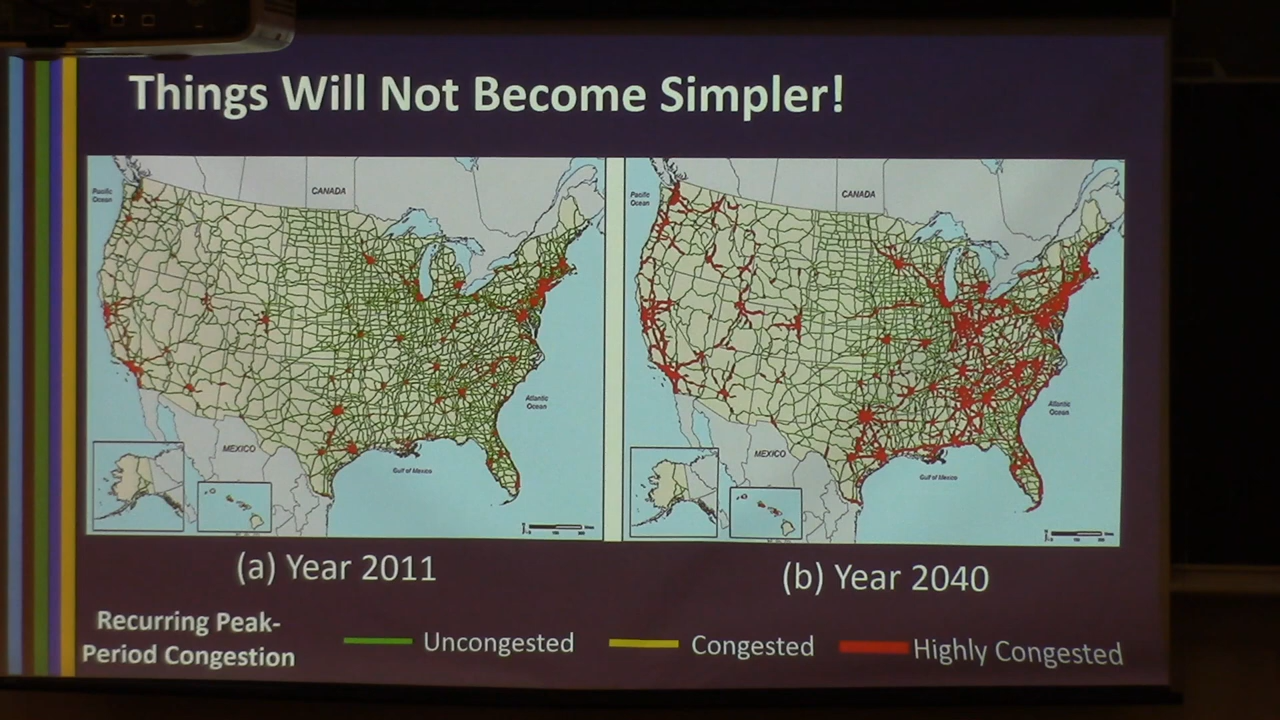 Things Will Not Become Simpler!
Pacific
Ocean
CANADA
MEXICO
Gulf of Mexico
Atlantic
Ocean
Pacific
Ocean
CANADA
MEXICO
Gulf of Mexico
Atlantic
Ocean
(a) Year 2011
(b) Year 2040
Recurring Peak-
Period Congestion
Uncongested
Congested
Highly Congested